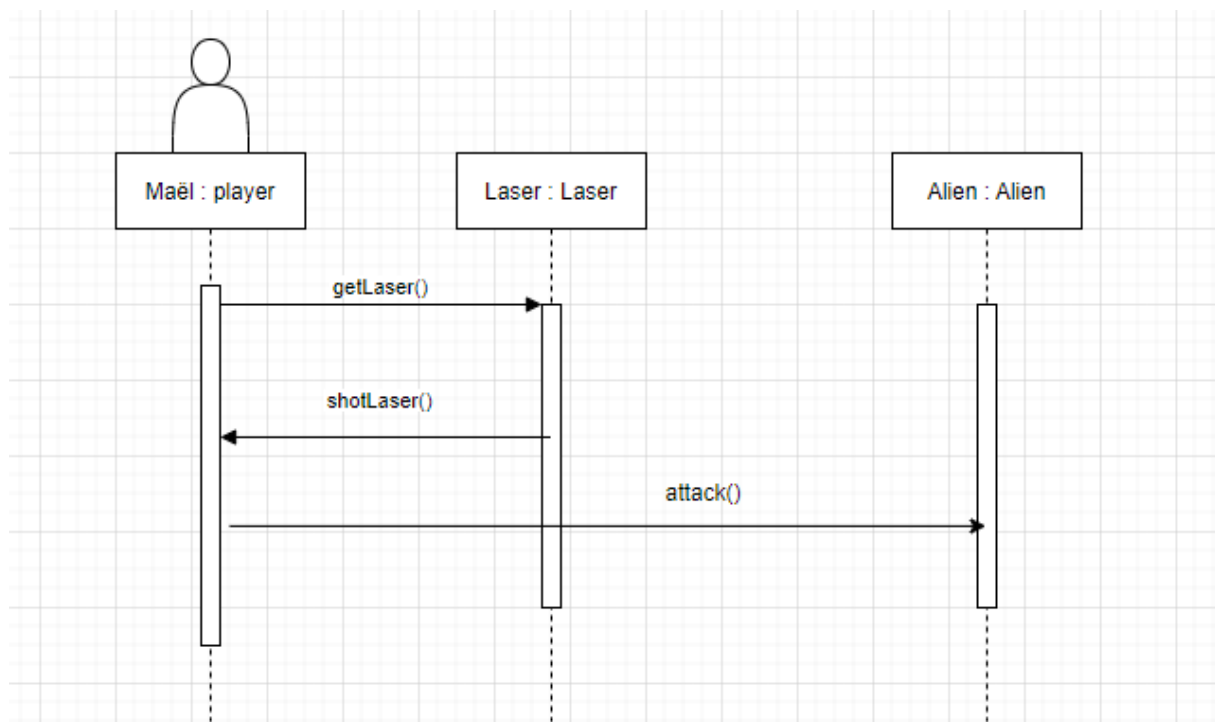 Maël : player
Laser : Laser
Alien : Alien
getLaser()
shotLaser()
attack()